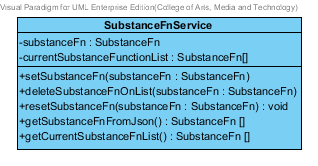 Visual Paradigm for UML Enterprise Edition(College of Arts, Media and Technology)
SubstanceFnService
-substanceFn : SubstanceFn
-currentSubstanceFunctionList : SubstanceFn[]
+setSubstanceFn(substanceFn : SubstanceFn)
+deleteSubstanceFnOnList(substanceFn : SubstanceFn)
+resetSubstanceFn(substanceFn : SubstanceFn) : void
+getSubstanceFnFromJson() : SubstanceFn []
+getCurrentSubstanceFnList() : SubstanceFn []